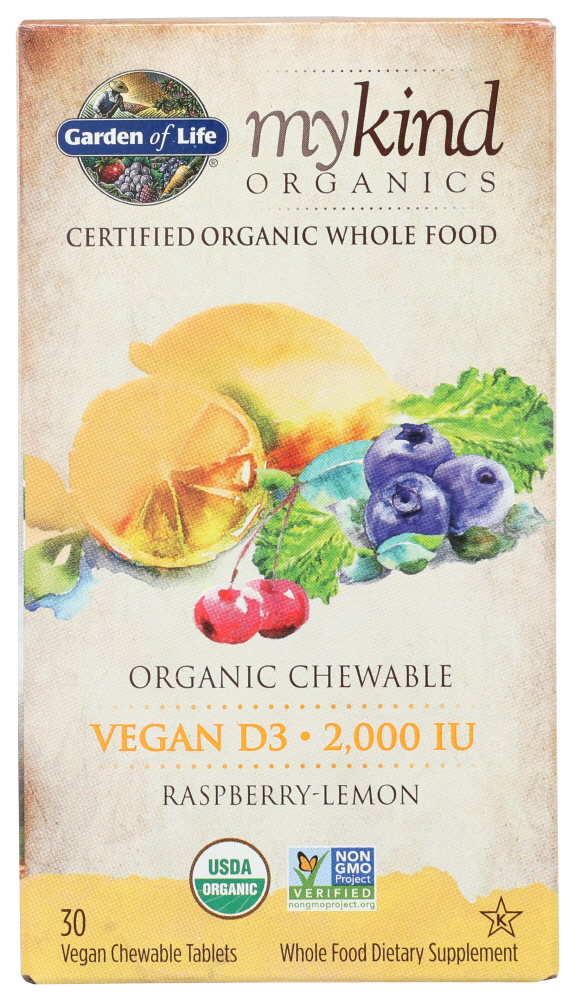 Garden of Life®
mykind
ORGANICS
CERTIFIED ORGANIC WHOLE FOOD
ORGANIC CHEWABLE
VEGAN D3 • 2,000 IU
RASPBERRY-LEMON
USDA
ORGANIC
NON
GMO
Project
VERIFIED
nongmoproject.org
K
30
Vegan Chewable Tablets
Whole Food Dietary Supplement